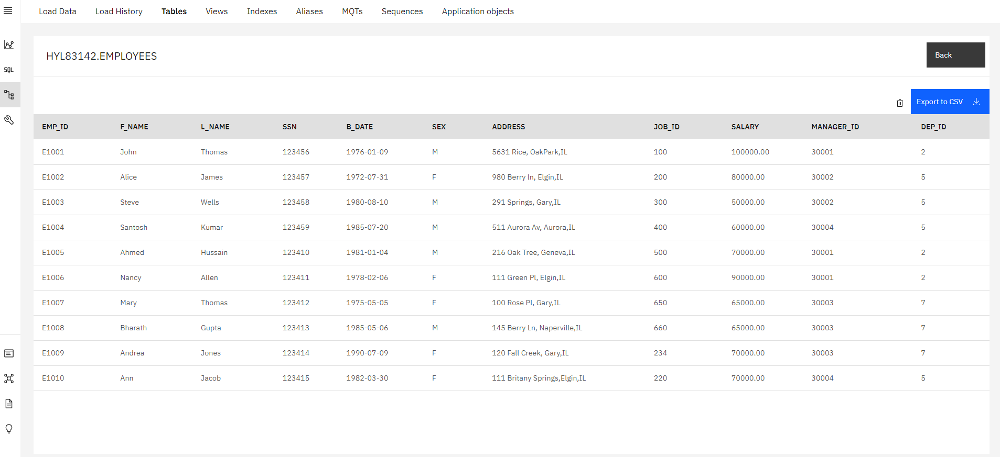 Load Data Load History Tables Views Indexes Aliases MQTs Sequences Application objects
HYL83142.EMPLOYEES Back
SQL
Export to CSV
EMP_ID F_NAME L_NAME SSN B_DATE SEX ADDRESS JOB_ID SALARY MANAGER_ID DEP_ID
E1001 John Thomas 123456 1976-01-09 M 5631 Rice, OakPark,IL 100 100000.00 30001 2
E1002 Alice James 123457 1972-07-31 F 980 Berry ln, Elgin,IL 200 80000.00 30002 5
E1003 Steve Wells 123458 1980-08-10 M 291 Springs, Gary,IL 300 50000.00 30002 5
E1004 Santosh Kumar 123459 1985-07-20 M 511 Aurora Av, Aurora,IL 400 60000.00 30004 5
E1005 Ahmed Hussain 123410 1981-01-04 M 216 Oak Tree, Geneva,IL 500 70000.00 30001 2
E1006 Nancy Allen 123411 1978-02-06 F 111 Green Pl, Elgin,IL 600 90000.00 30001 2
E1007 Mary Thomas 123412 1975-05-05 F 100 Rose Pl, Gary,IL 650 65000.00 30003 7
E1008 Bharath Gupta 123413 1985-05-06 M 145 Berry Ln, Naperville,IL 660 65000.00 30003 7
E1009 Andrea Jones 123414 1990-07-09 F 120 Fall Creek, Gary,IL 234 70000.00 30003 7
E1010 Ann Jacob 123415 1982-03-30 F 111 Britany Springs,Elgin,IL 220 70000.00 30004 5